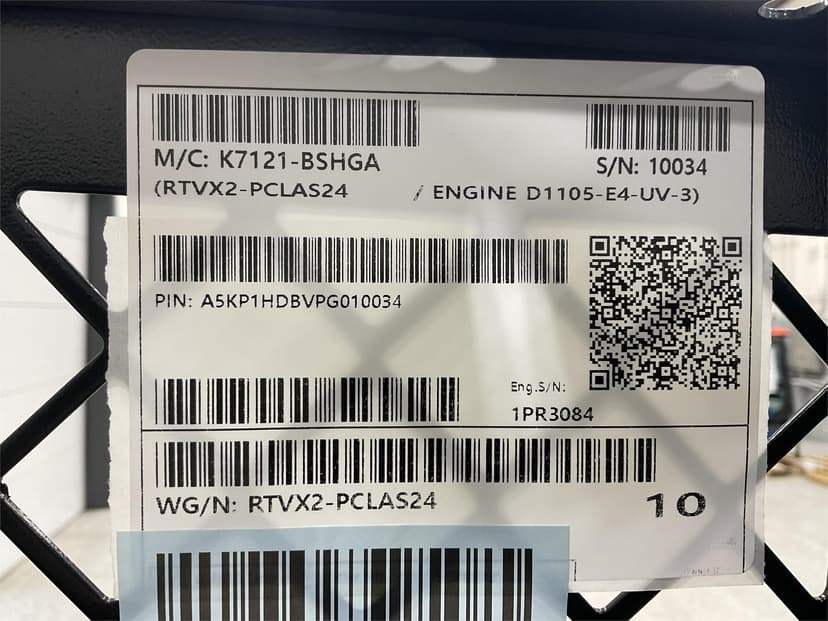 M/C: K7121-BSHGA
S/N: 10034
(RTVX2-PCLAS24 / ENGINE D1105-E4-UV-3)
PIN: A5KP1HDBVPG010034
Eng.S/N:
1PR3084
WG/N: RTVX2-PCLAS24
10